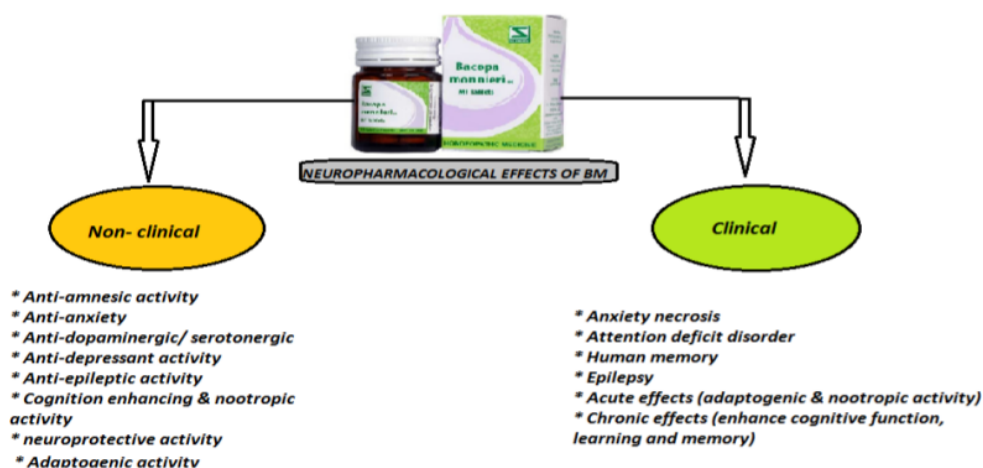 Bacopa
monnieri
Bacopa
monnieri
NEUROPHARMACOLOGICAL EFFECTS OF BM
Non- clinical
* Anti-amnesic activity
* Anti-anxiety
* Anti-dopaminergic/ serotonergic
* Anti-depressant activity
* Anti-epileptic activity
* Cognition enhancing & nootropic
activity
* neuroprotective activity
* Adaptogenic activity
Clinical
* Anxiety necrosis
* Attention deficit disorder
* Human memory
* Epilepsy
* Acute effects (adaptogenic & nootropic activity)
* Chronic effects (enhance cognitive function,
learning and memory)